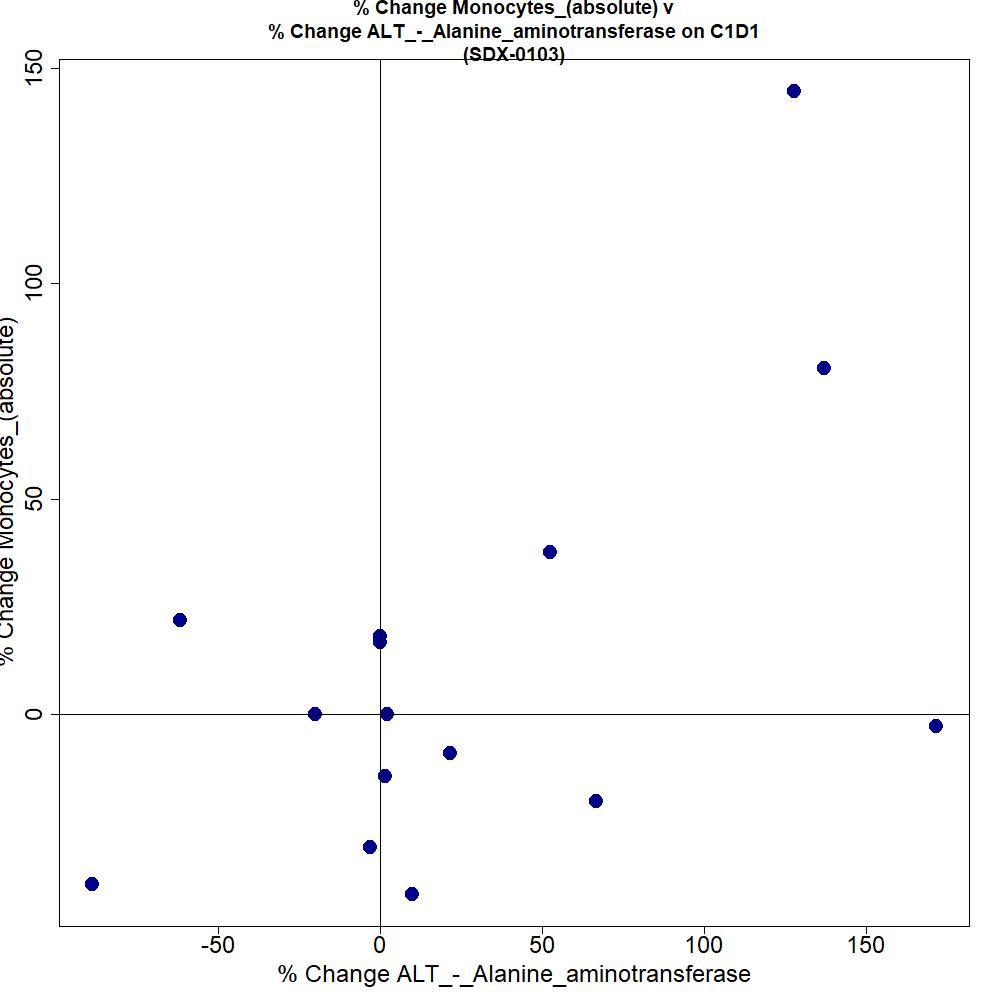 % Change Monocytes_(absolute) v
% Change ALT_-_Alanine_aminotransferase on C1D1
(SDX-0103)
150
100
50
0
% Change Monocytes_(absolute)
-50
0
50
100
150
% Change ALT_-_Alanine_aminotransferase